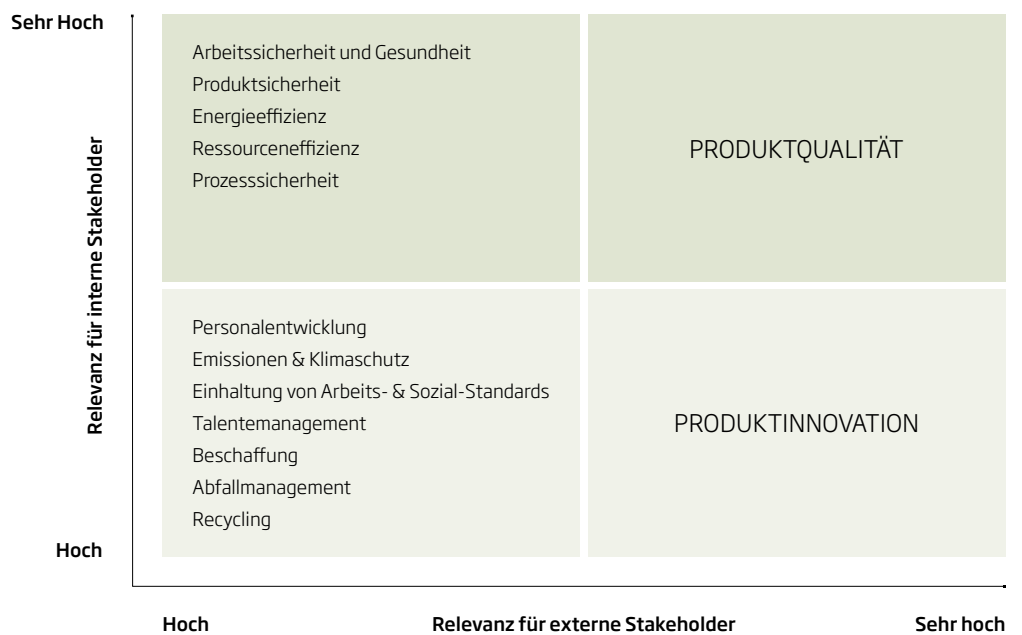 Sehr Hoch
Arbeitssicherheit und Gesundheit
Produktsicherheit
Energieeffizienz
Ressourceneffizienz
Prozesssicherheit
PRODUKTQUALITÄT
Relevanz für interne Stakeholder
Personalentwicklung
Emissionen & Klimaschutz
Einhaltung von Arbeits- & Sozial-Standards
Talentemanagement
Beschaffung
Abfallmanagement
Recycling
PRODUKTINNOVATION
Hoch
Hoch
Relevanz für externe Stakeholder
Sehr hoch